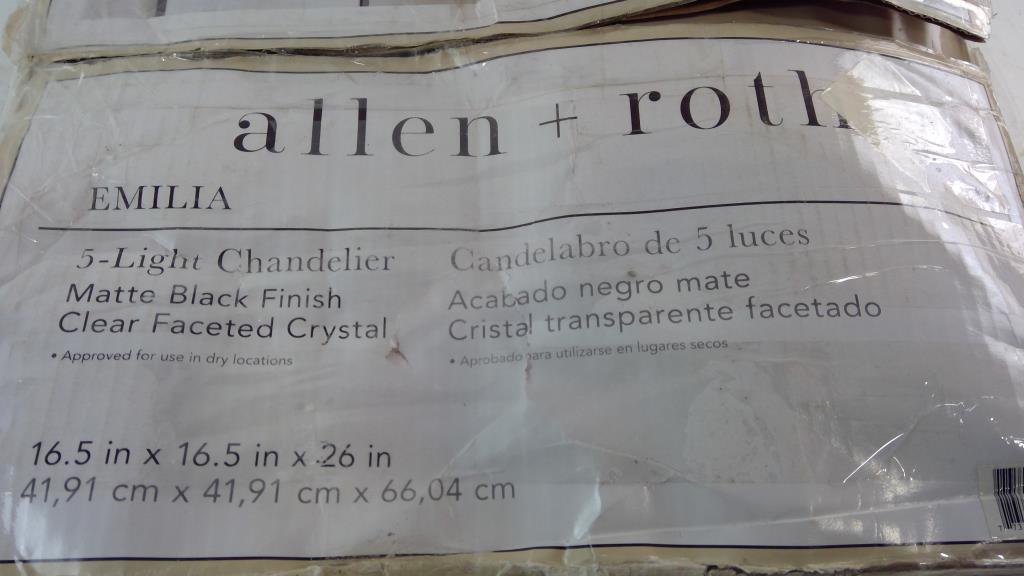 allen + roth
EMILIA
5-Light Chandelier
Matte Black Finish
Clear Faceted Crystal
• Approved for use in dry locations
Candelabro de 5 luces
Acabado negro mate
Cristal transparente facetado
• Aprobado para utilizarse en lugares secos
16.5 in x 16.5 in x 26 in
41,91 cm x 41,91 cm x 66,04 cm